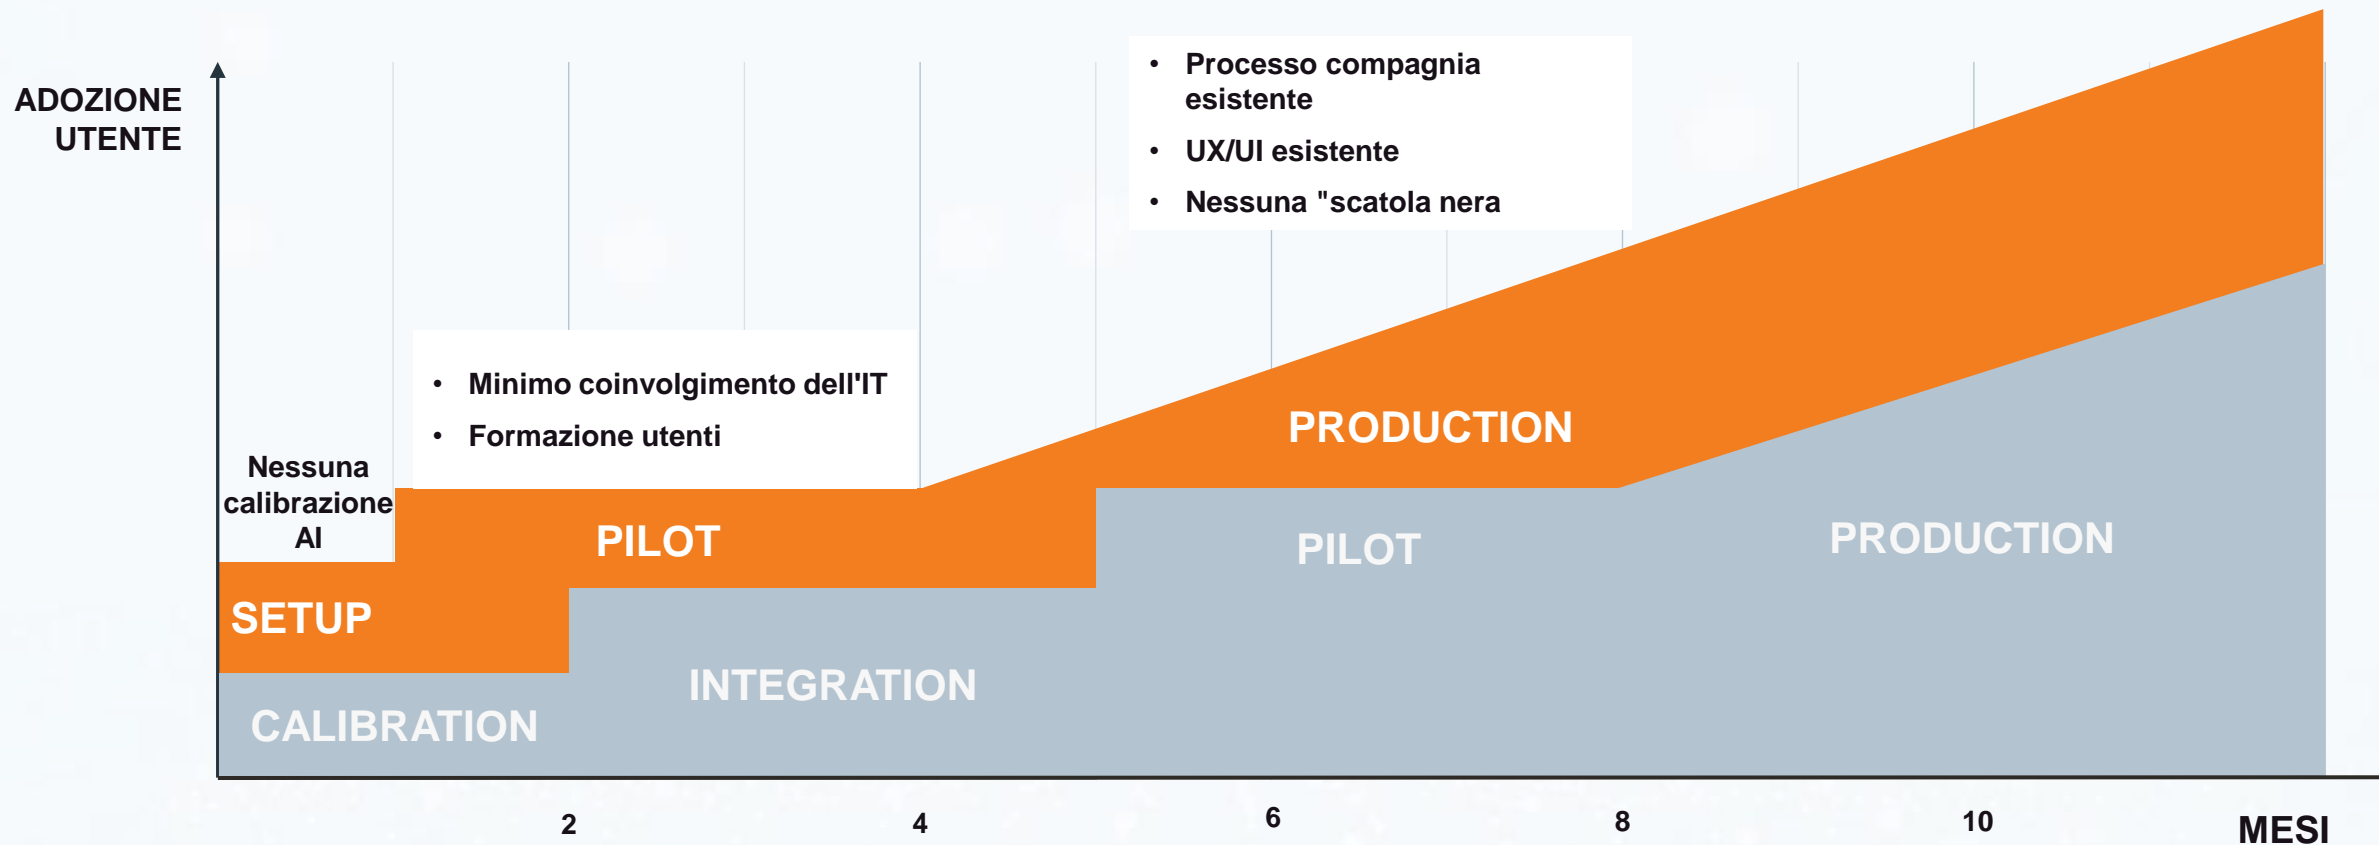 ADOZIONE
UTENTE
• Processo compagnia
esistente
• UX/UI esistente
• Nessuna "scatola nera
• Minimo coinvolgimento dell'IT
• Formazione utenti
Nessuna
calibrazione
AI
PRODUCTION
PILOT
PILOT
PRODUCTION
SETUP
INTEGRATION
CALIBRATION
2
4
6
8
10
MESI